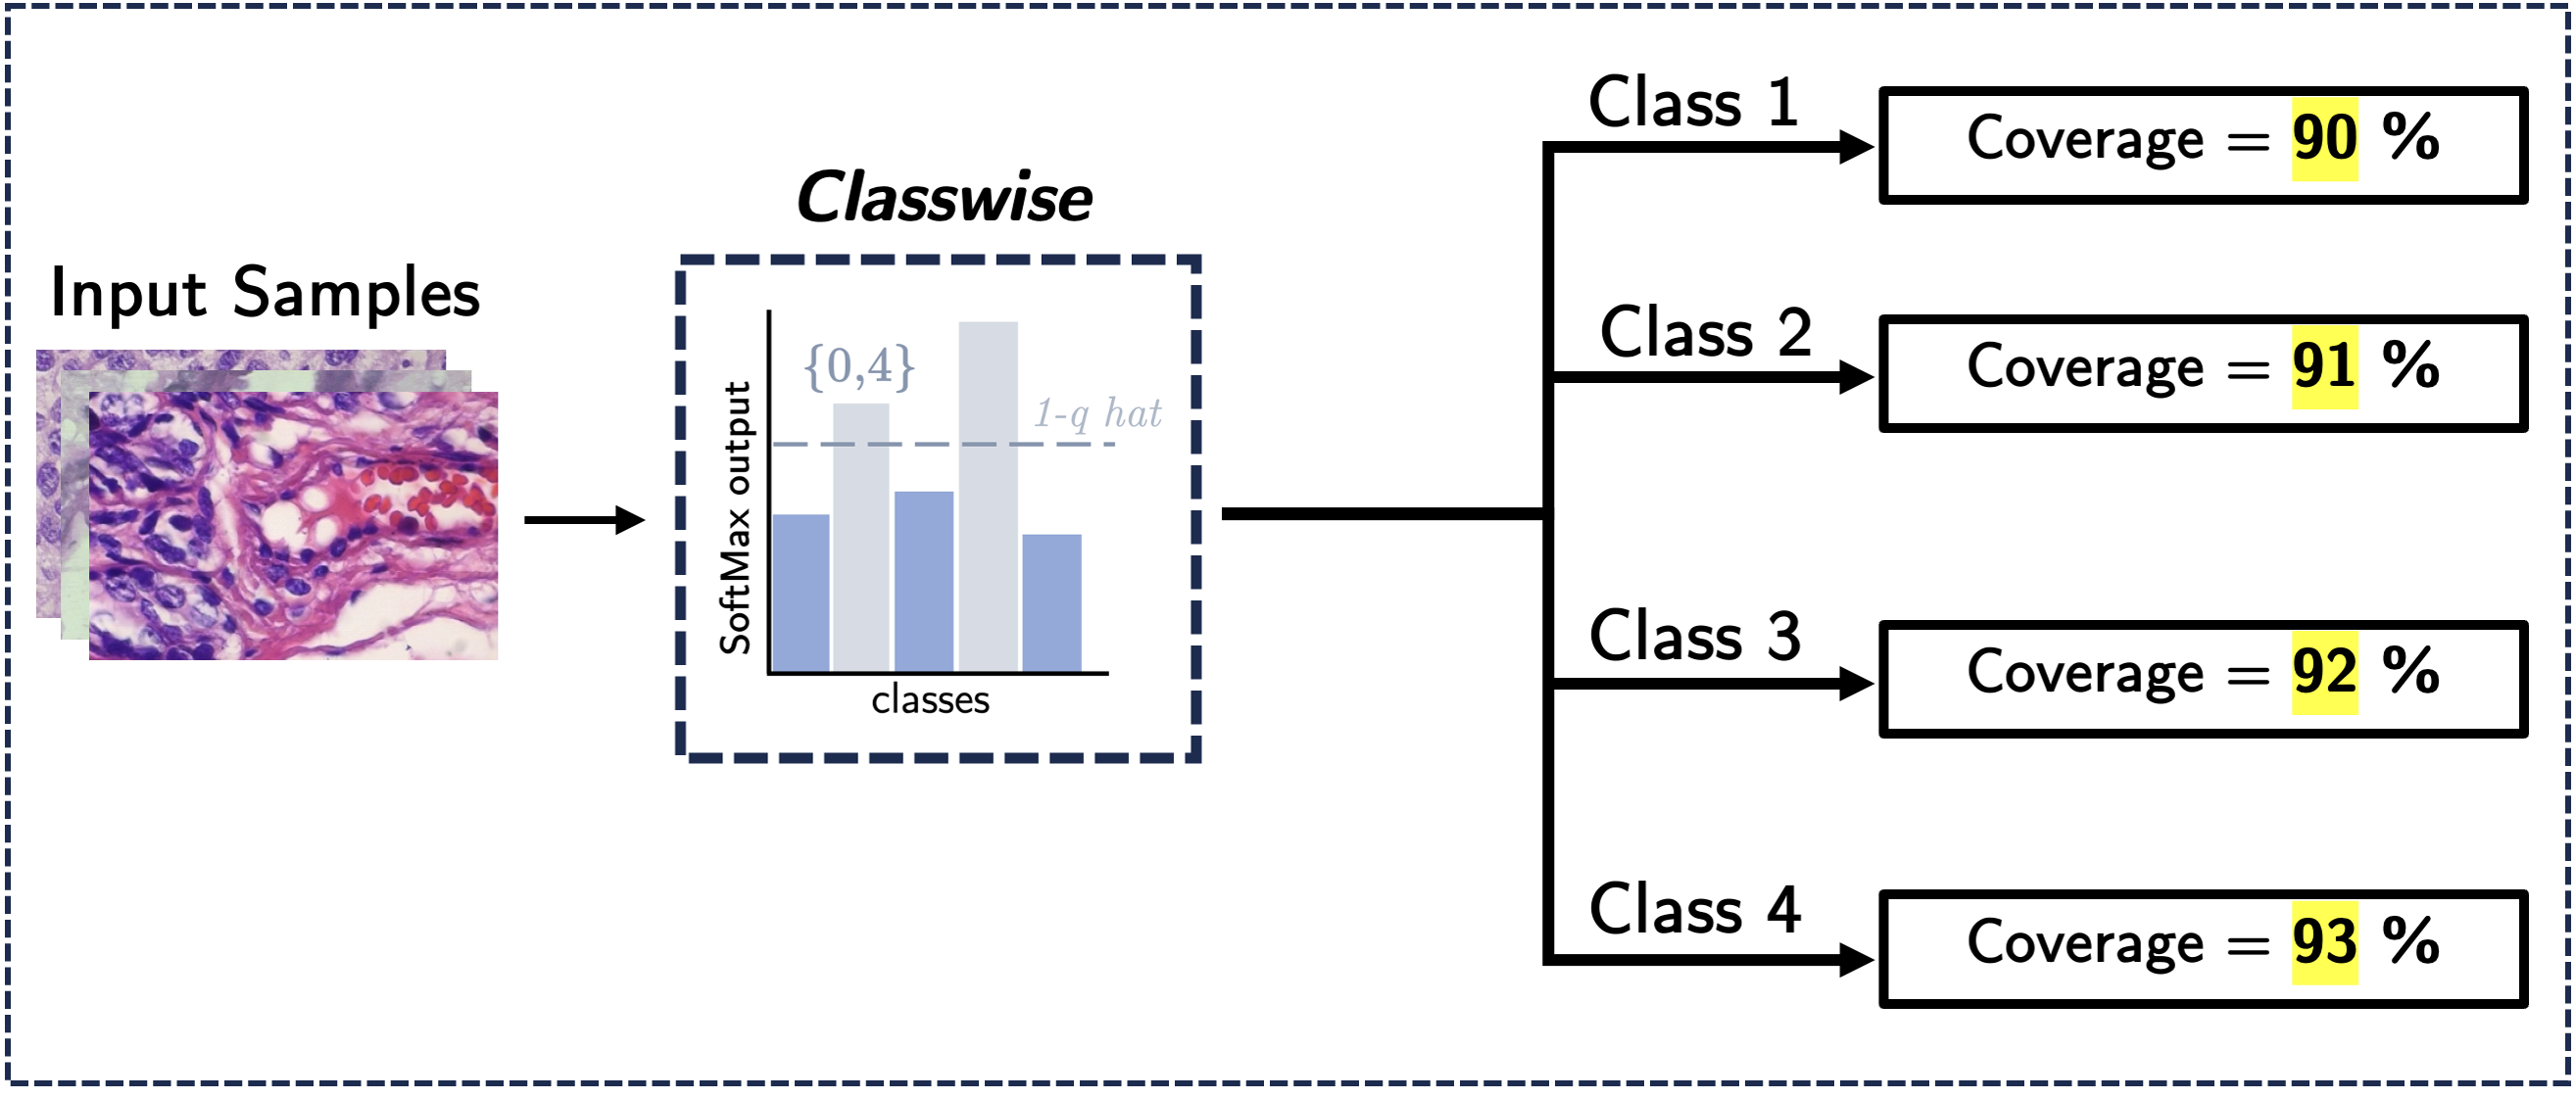 Input Samples
Classwise
SoftMax output
{0,4}
1-q hat
classes
Class 1
Coverage = 90 %
Class 2
Coverage = 91 %
Class 3
Coverage = 92 %
Class 4
Coverage = 93 %